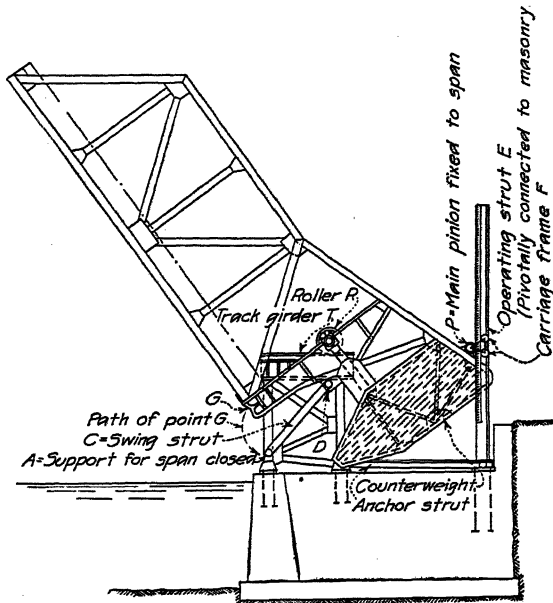 P=Main pinion fixed to span
Operating strut E
(Pivotally connected to masonry
Carriage frame F
Roller R
Track girder T
G
Path of point G
C=Swing strut
A=Support for span closed
D
Counterweight
Anchor strut